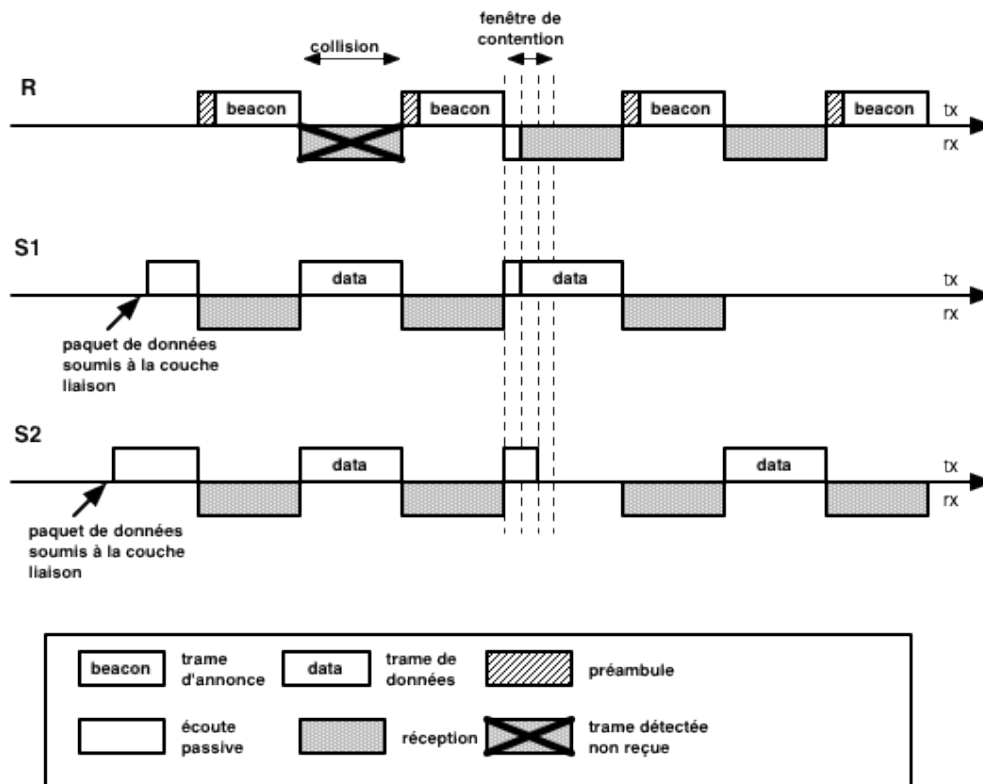 fenêtre de
contention
collision
R
beacon
beacon
beacon
beacon
tx
rx
S1
data
data
tx
rx
paquet de données
soumis à la couche
liaison
S2
data
data
tx
rx
paquet de données
soumis à la couche
liaison
beacon
trame
d'annonce
data
trame de
données
préambule
écoute
passive
réception
trame détectée
non reçue